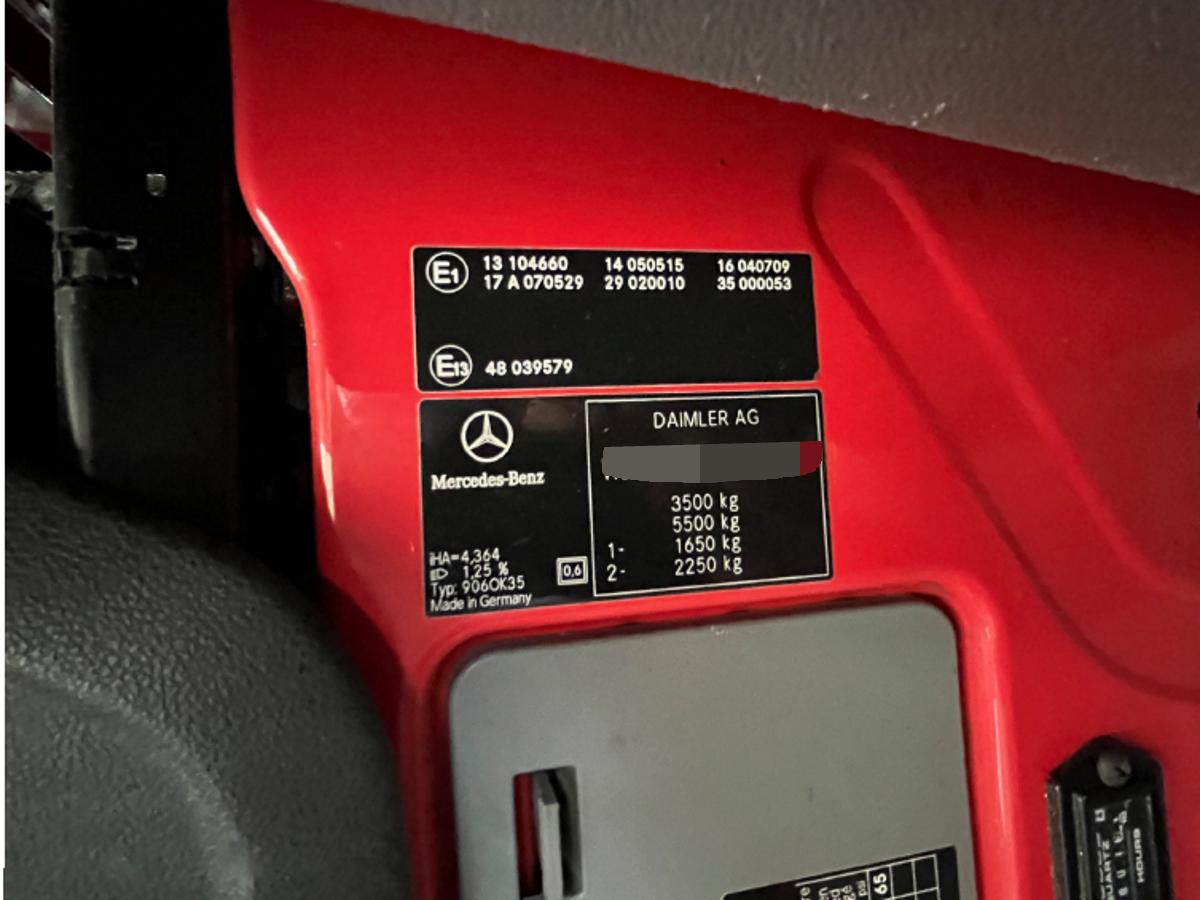 E1 13 104660 14 050515 16 040709
17 A 070529 29 020010 35 000053
E13 48 039579
Mercedes-Benz
iHA=4,364
1,25 %
Typ: 906OK35
Made in Germany
0,6
DAIMLER AG
3500 kg
5500 kg
1- 1650 kg
2- 2250 kg
psi
65
QUARTZ
HOURS